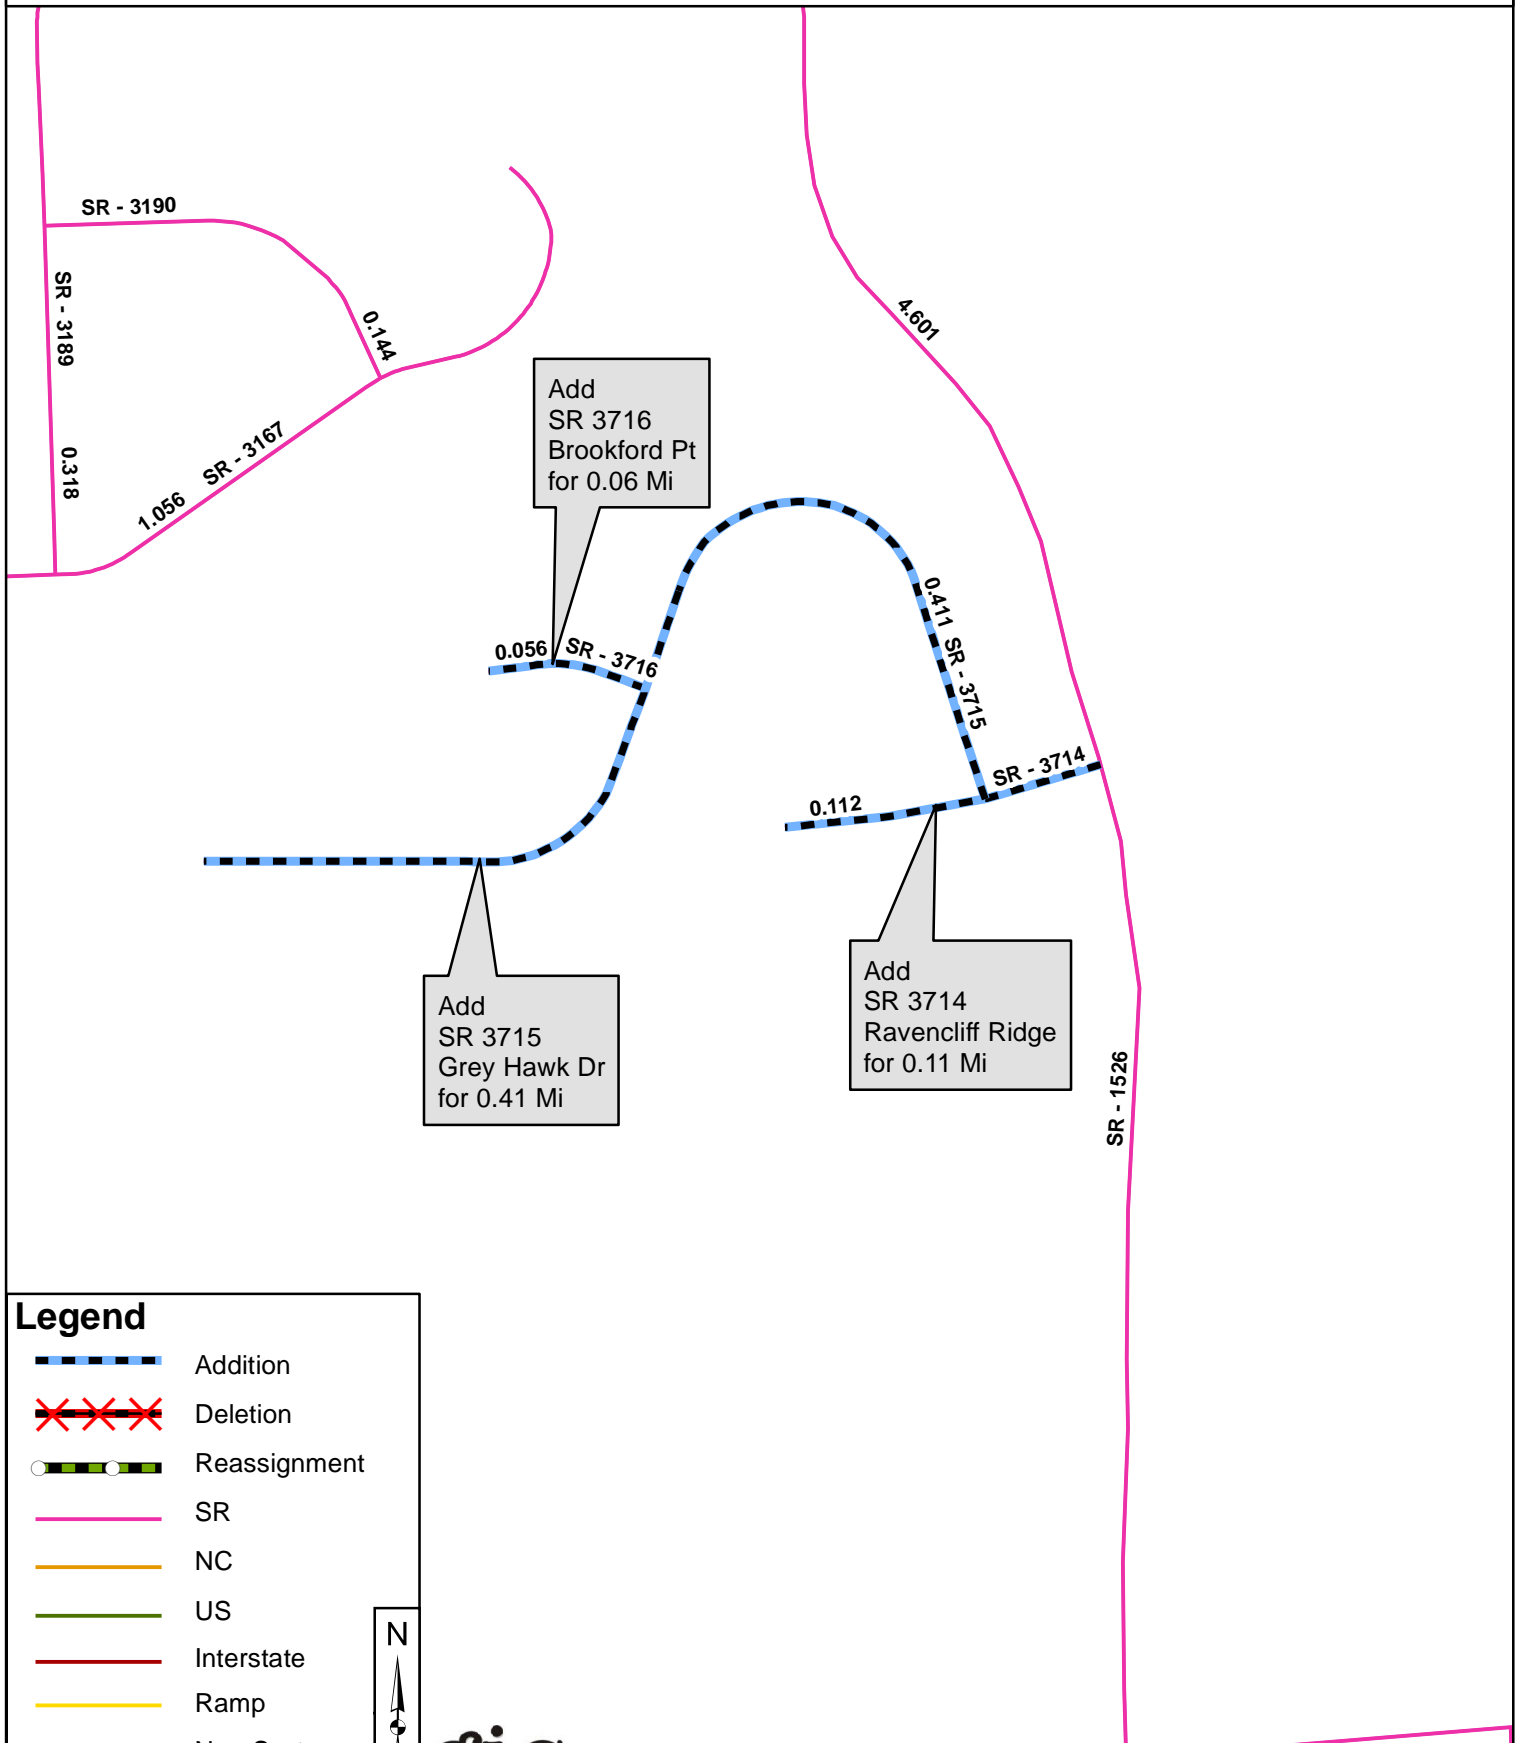 SR - 3190
SR - 3189
0.144
0.318
SR - 3167
1.056
4.601
Add
SR 3716
Brookford Pt
for 0.06 Mi
0.056
SR - 3716
0.411 SR - 3715
SR - 3714
0.112
Add
SR 3715
Grey Hawk Dr
for 0.41 Mi
Add
SR 3714
Ravencliff Ridge
for 0.11 Mi
SR - 1526
Legend
Addition
Deletion
Reassignment
SR
NC
US
Interstate
Ramp
N